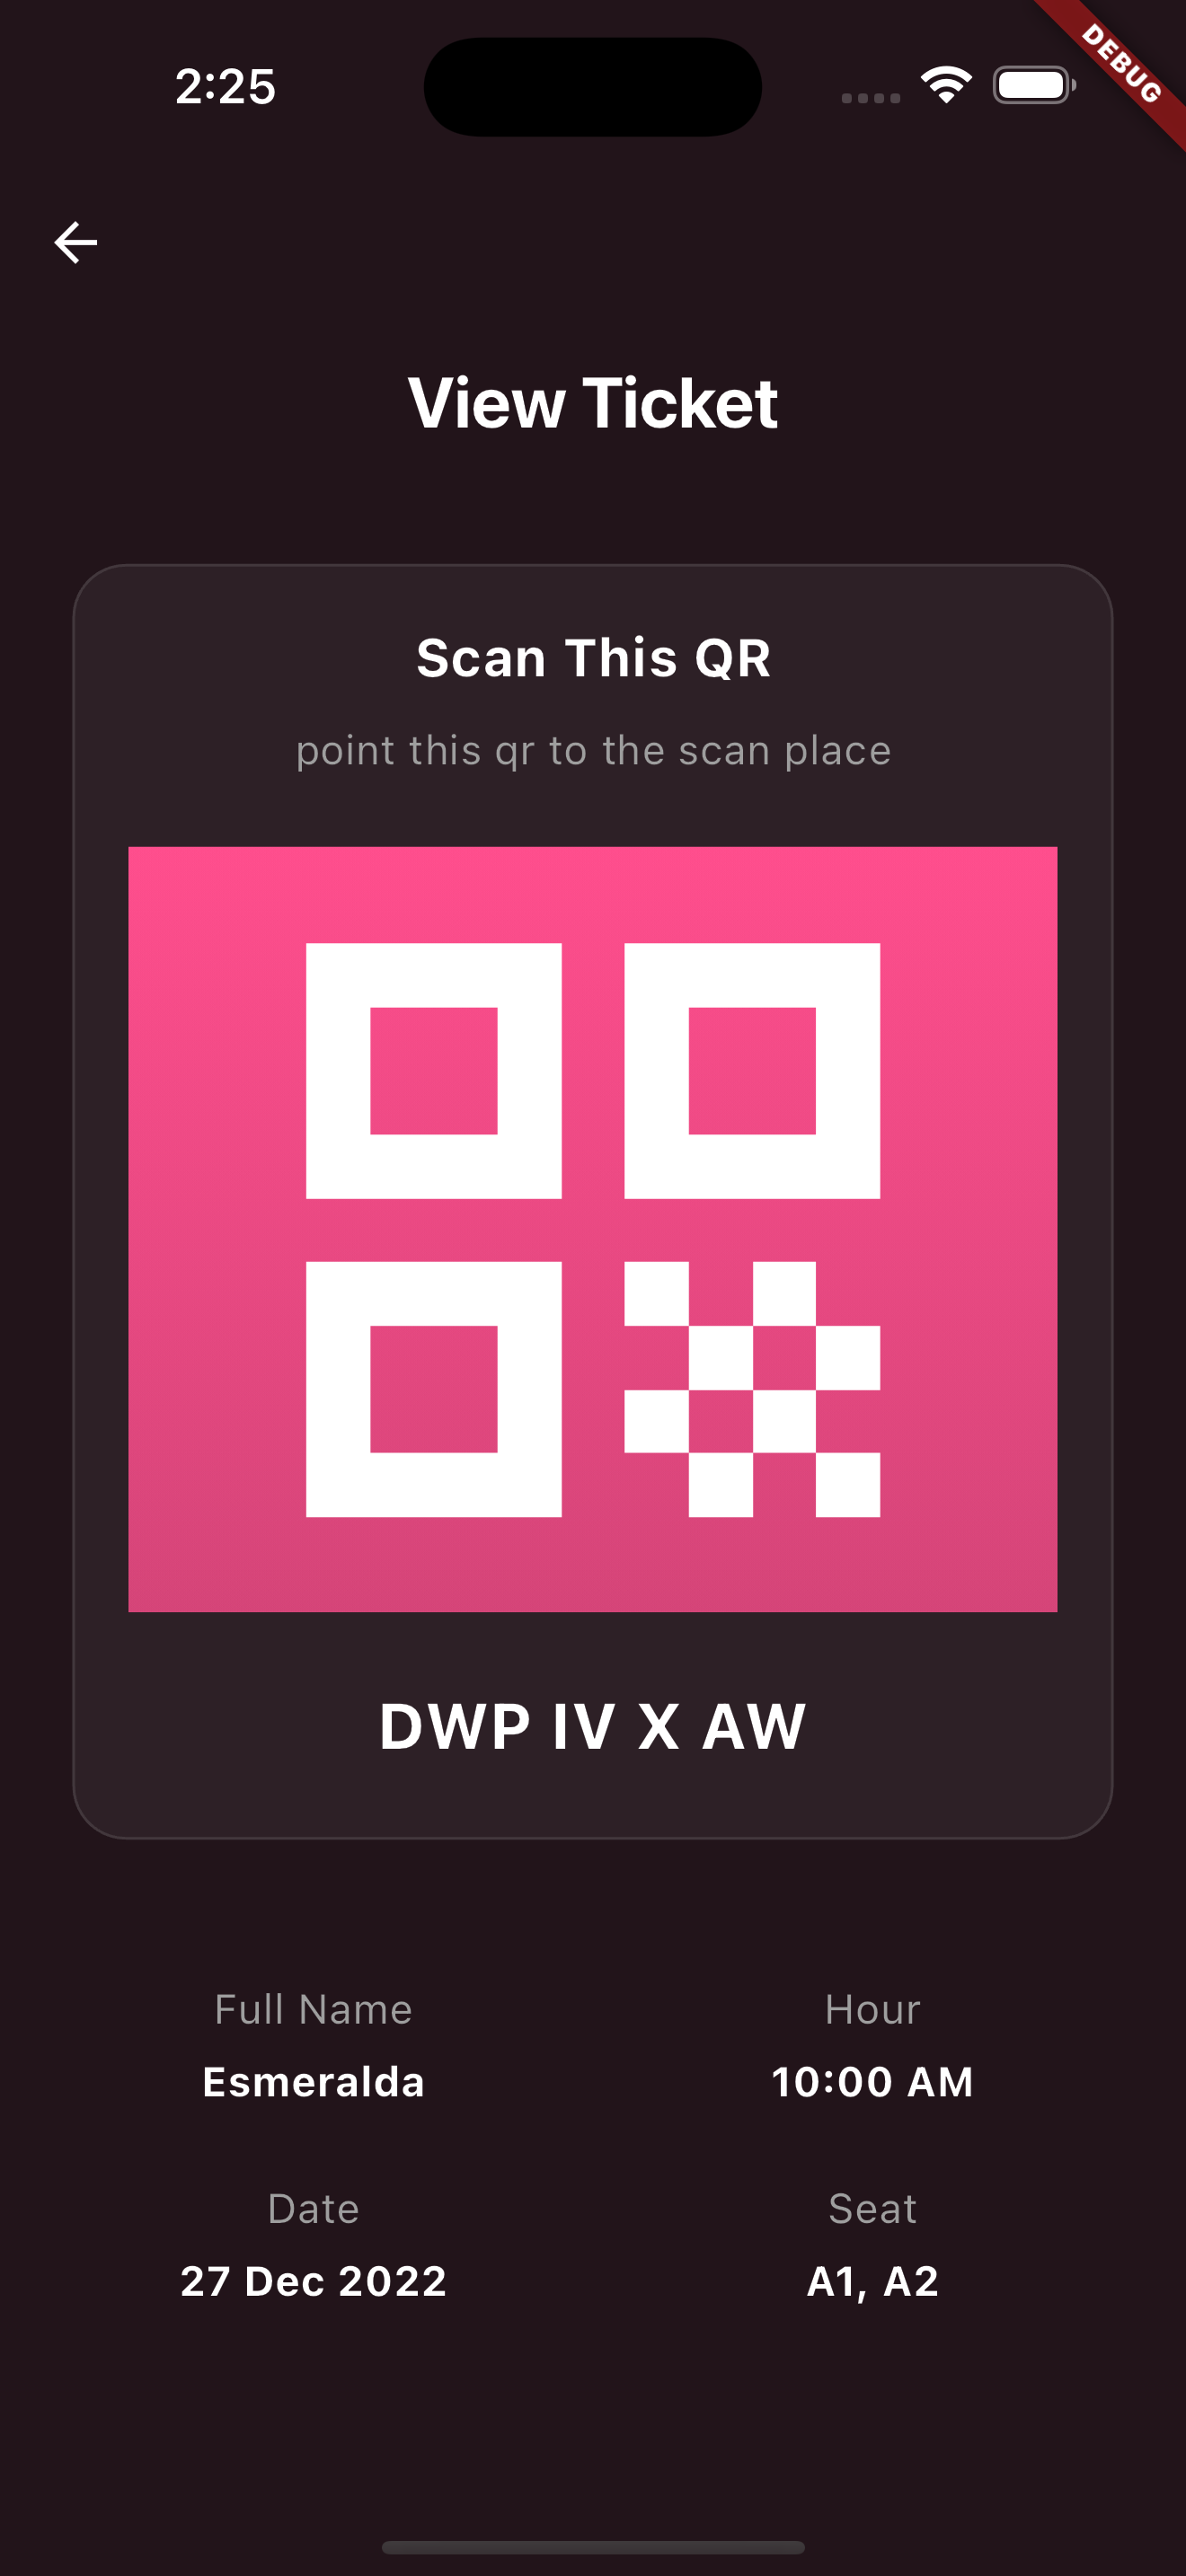 2:25
DEBUG
View Ticket
Scan This QR
point this qr to the scan place
DWP IV X AW
Full Name
Hour
Esmeralda
10:00 AM
Date
Seat
27 Dec 2022
A1, A2